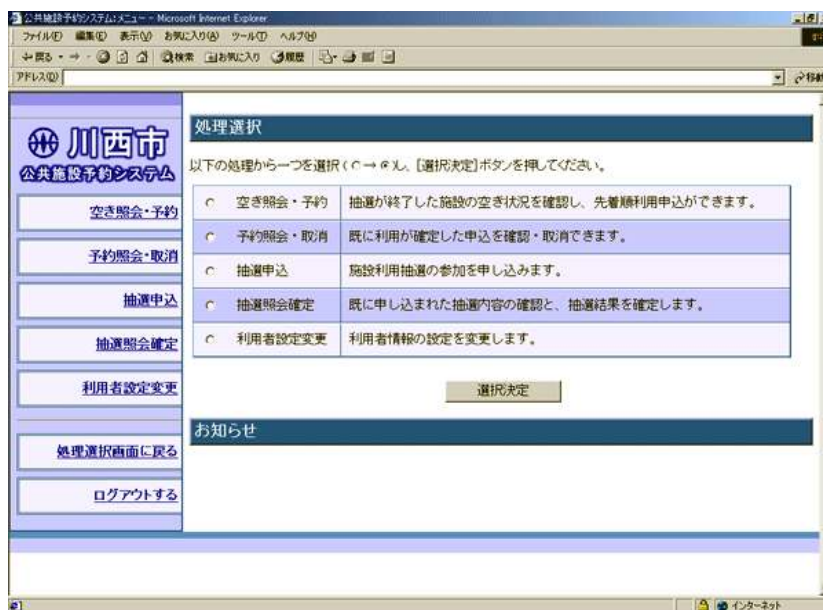 公共施設予約システム:メニュー - Microsoft Internet Explorer
ファイル(F) 編集(E) 表示(V) お気に入り(A) ツール(T) ヘルプ(H)
戻る 検索 お気に入り 履歴
アドレス(D) 移動
川西市
公共施設予約システム
空き照会・予約
予約照会・取消
抽選申込
抽選照会確定
利用者設定変更
処理選択画面に戻る
ログアウトする
処理選択
以下の処理から一つを選択(○→◉)し、[選択決定]ボタンを押してください。
空き照会・予約 抽選が終了した施設の空き状況を確認し、先着順利用申込ができます。
予約照会・取消 既に利用が確定した申込を確認・取消できます。
抽選申込 施設利用抽選の参加を申し込みます。
抽選照会確定 既に申し込まれた抽選内容の確認と、抽選結果を確定します。
利用者設定変更 利用者情報の設定を変更します。
選択決定
お知らせ
インターネット